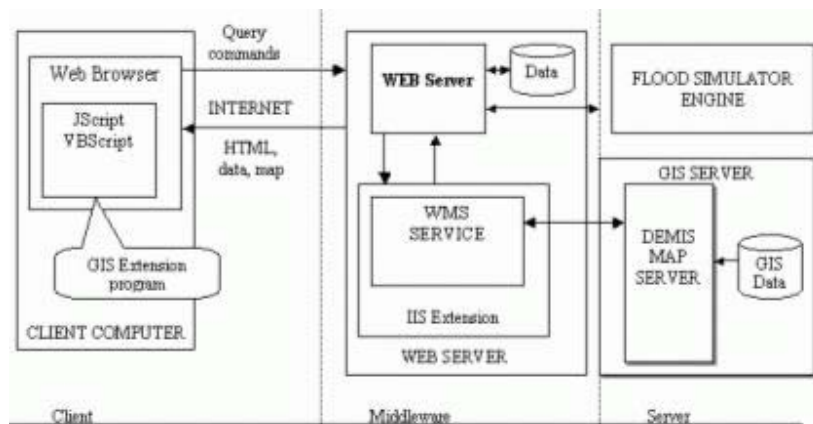 Query
commands
Web Browser
JScript
VBScript
INTERNET
HTML,
data, map
GIS Extension
program
CLIENT COMPUTER
WEB Server
Data
WMS
SERVICE
IIS Extension
WEB SERVER
FLOOD SIMULATOR
ENGINE
GIS SERVER
DEMIS
MAP
SERVER
GIS
Data
Client
Middleware
Server